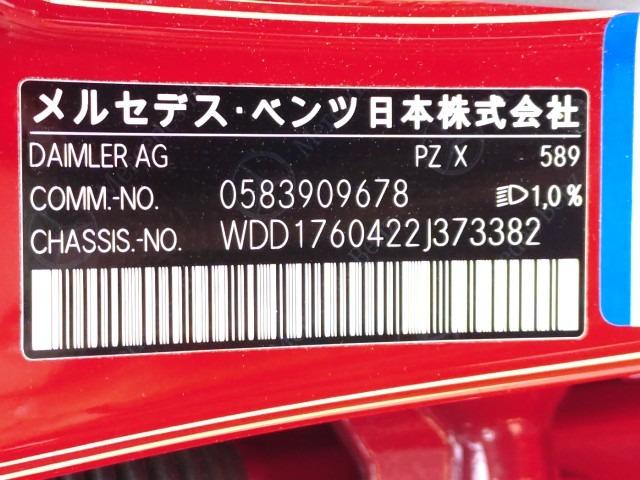 メルセデス・ベンツ日本株式会社
DAIMLER AG PZ X 589
COMM.-NO. 0583909678 1,0%
CHASSIS.-NO. WDD1760422J373382